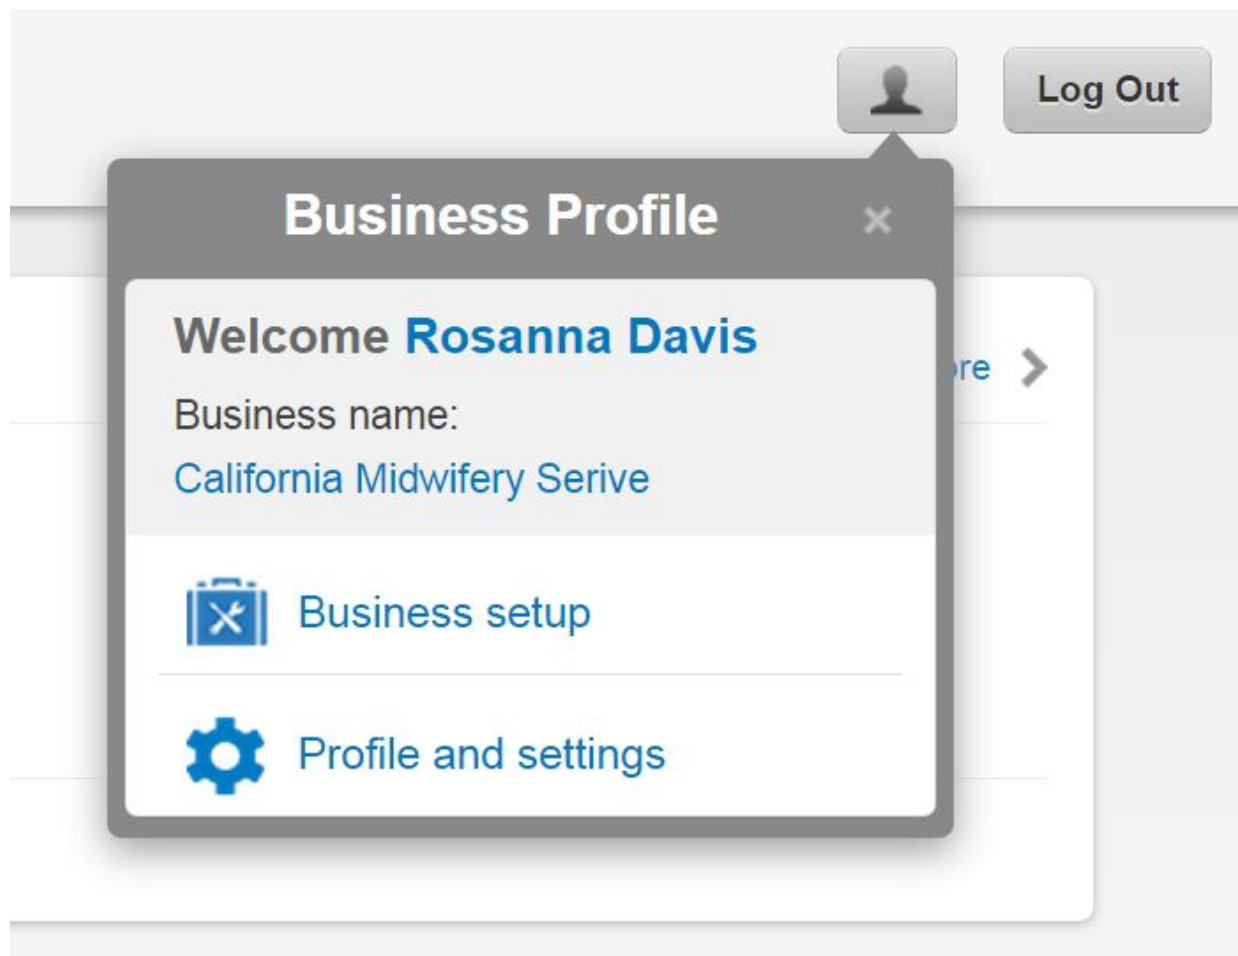 Log Out
Business Profile
Welcome Rosanna Davis
Business name:
California Midwifery Serive
Business setup
Profile and settings